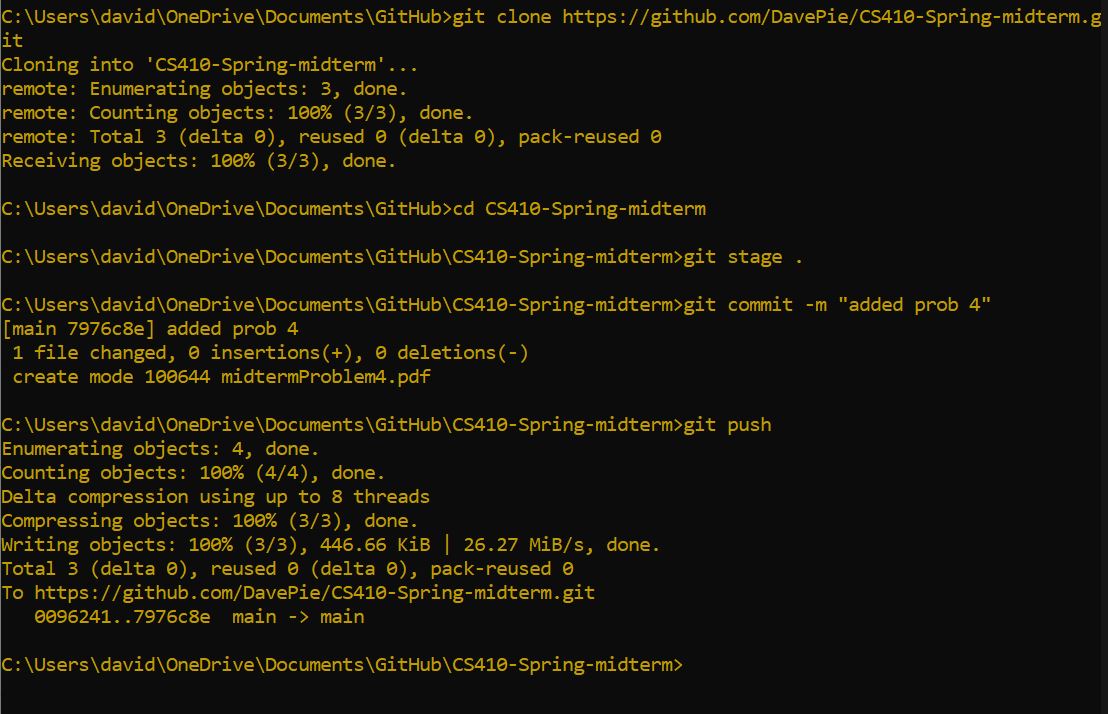 C:\Users\david\OneDrive\Documents\GitHub>git clone https://github.com/DavePie/CS410-Spring-midterm.g
it
Cloning into 'CS410-Spring-midterm'...
remote: Enumerating objects: 3, done.
remote: Counting objects: 100% (3/3), done.
remote: Total 3 (delta 0), reused 0 (delta 0), pack-reused 0
Receiving objects: 100% (3/3), done.
C:\Users\david\OneDrive\Documents\GitHub>cd CS410-Spring-midterm
C:\Users\david\OneDrive\Documents\GitHub\CS410-Spring-midterm>git stage .
C:\Users\david\OneDrive\Documents\GitHub\CS410-Spring-midterm>git commit -m "added prob 4"
[main 7976c8e] added prob 4
 1 file changed, 0 insertions(+), 0 deletions(-)
 create mode 100644 midtermProblem4.pdf
C:\Users\david\OneDrive\Documents\GitHub\CS410-Spring-midterm>git push
Enumerating objects: 4, done.
Counting objects: 100% (4/4), done.
Delta compression using up to 8 threads
Compressing objects: 100% (3/3), done.
Writing objects: 100% (3/3), 446.66 KiB | 26.27 MiB/s, done.
Total 3 (delta 0), reused 0 (delta 0), pack-reused 0
To https://github.com/DavePie/CS410-Spring-midterm.git
   0096241..7976c8e  main -> main
C:\Users\david\OneDrive\Documents\GitHub\CS410-Spring-midterm>